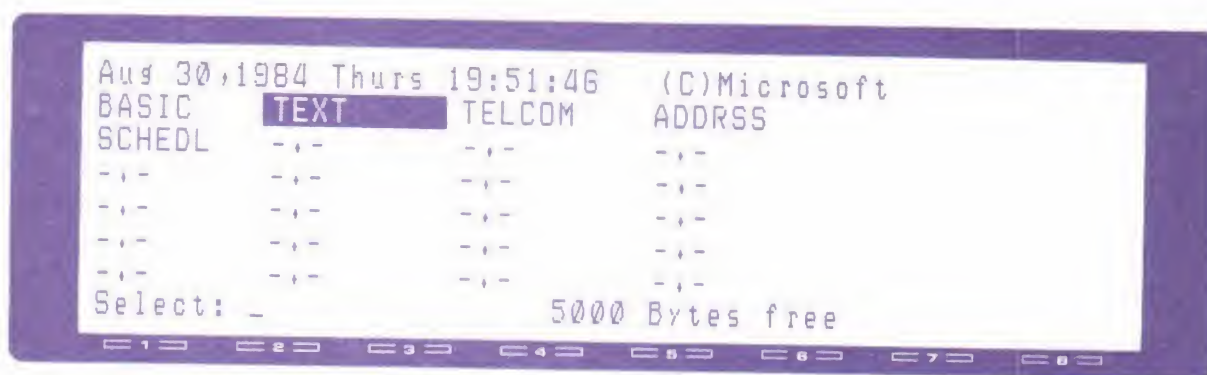 Aug 30,1984 Thurs 19:51:46 (C)Microsoft
BASIC TEXT TELCOM ADDRSS
SCHEDL -.- -.- -.-
-.- -.- -.- -.-
-.- -.- -.- -.-
-.- -.- -.- -.-
-.- -.- -.- -.-
Select: _ 5000 Bytes free
1 2 3 4 5 6 7 8